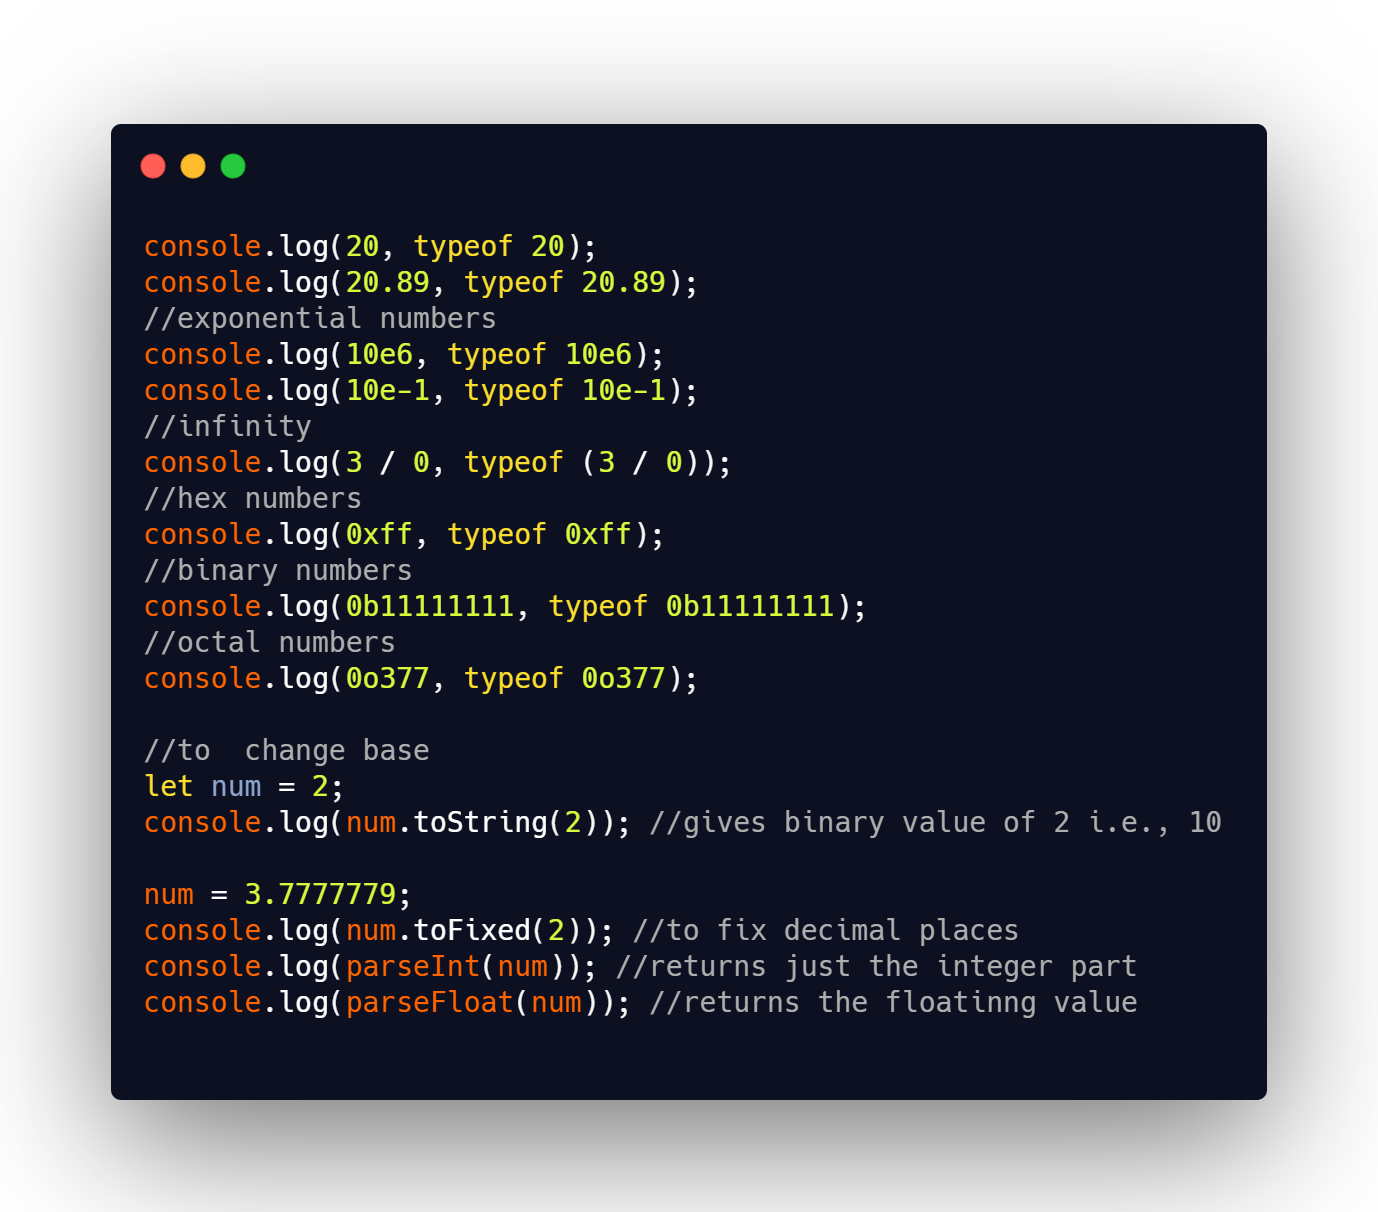 console.log(20, typeof 20);
console.log(20.89, typeof 20.89);
//exponential numbers
console.log(10e6, typeof 10e6);
console.log(10e-1, typeof 10e-1);
//infinity
console.log(3 / 0, typeof (3 / 0));
//hex numbers
console.log(0xff, typeof 0xff);
//binary numbers
console.log(0b11111111, typeof 0b11111111);
//octal numbers
console.log(0o377, typeof 0o377);

//to  change base
let num = 2;
console.log(num.toString(2)); //gives binary value of 2 i.e., 10

num = 3.7777779;
console.log(num.toFixed(2)); //to fix decimal places
console.log(parseInt(num)); //returns just the integer part
console.log(parseFloat(num)); //returns the floatinng value